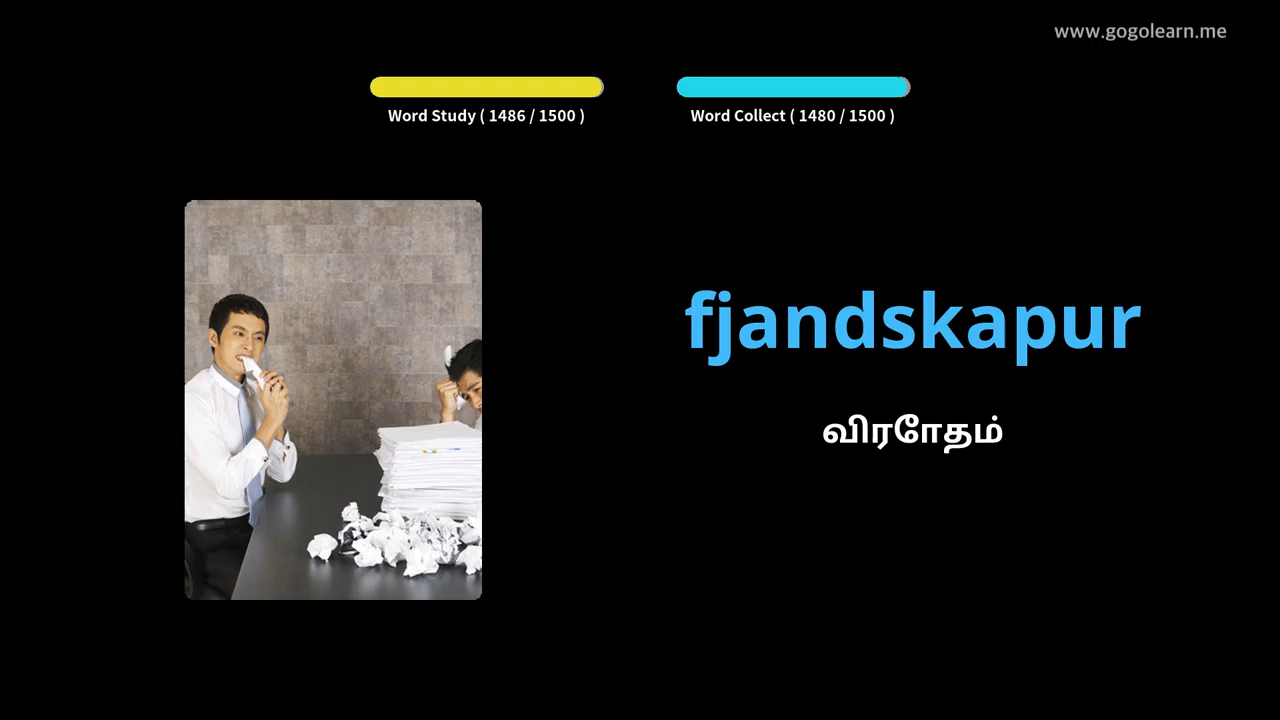 www.gogolearn.me
Word Study ( 1486 / 1500 )
Word Collect ( 1480 / 1500 )
fjandskapur
விரோதம்